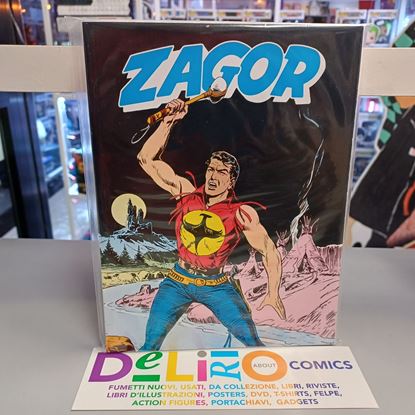 ZAGOR
DeLiRiO ABOUT COMICS
FUMETTI NUOVI, USATI, DA COLLEZIONE, LIBRI, RIVISTE,
LIBRI D'ILLUSTRAZIONI, POSTERS, DVD, T-SHIRTS, FELPE,
ACTION FIGURES, PORTACHIAVI, GADGETS